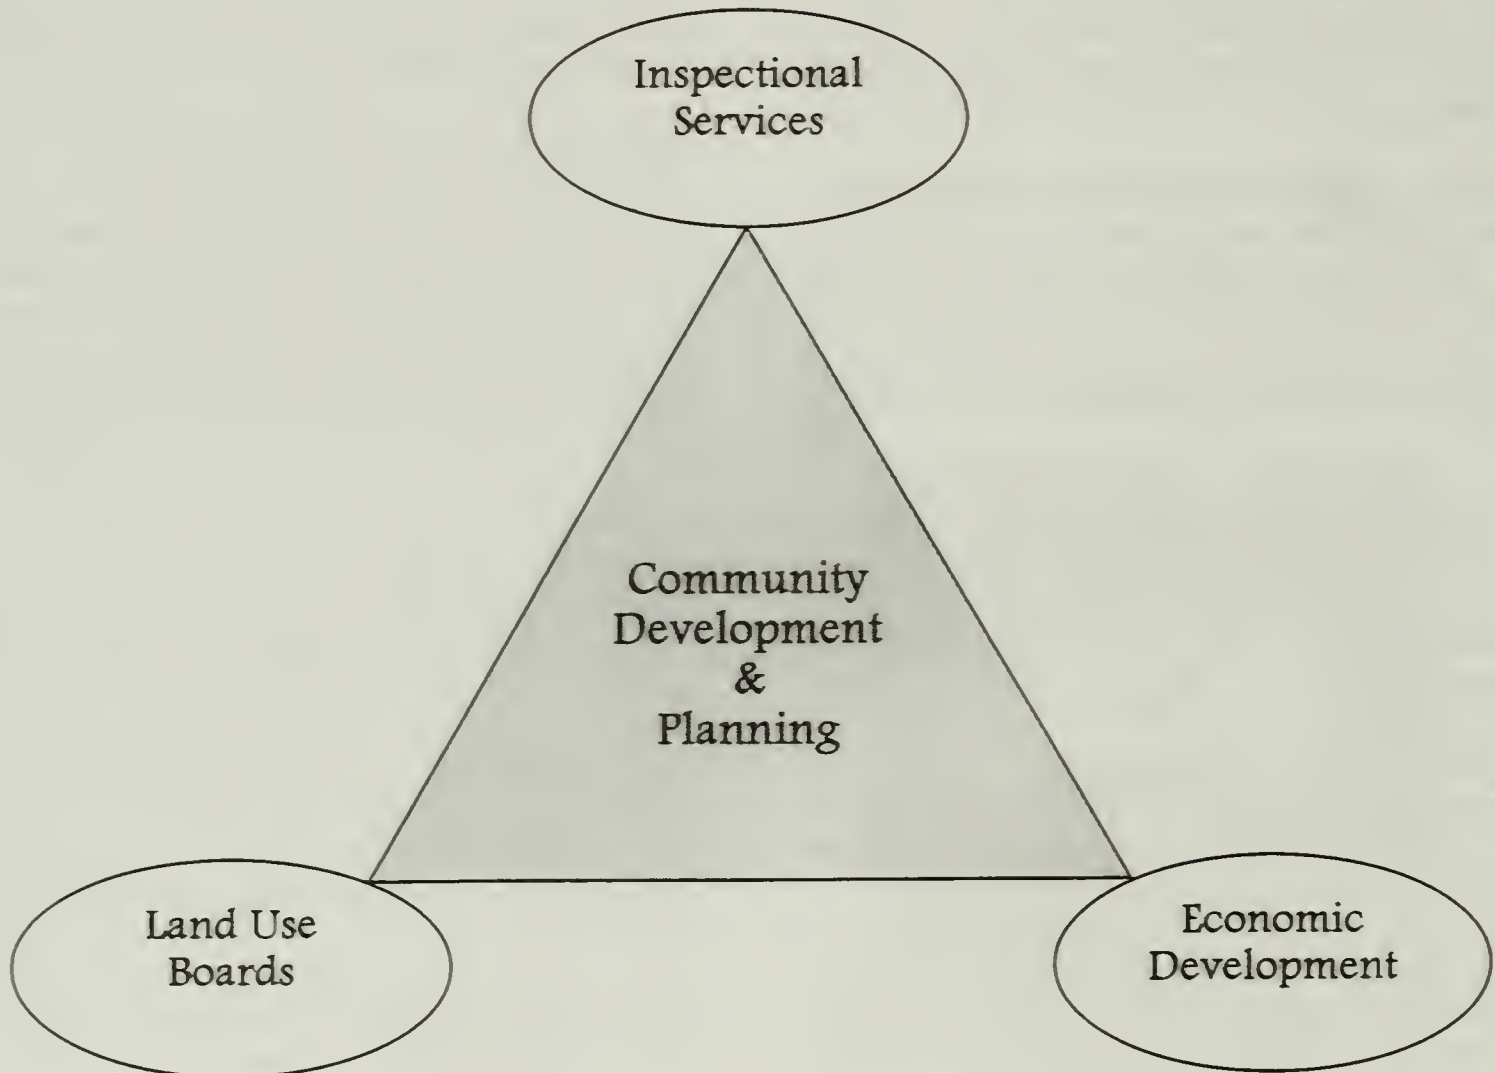 Inspectional
Services
Community
Development
&
Planning
Land Use
Boards
Economic
Development